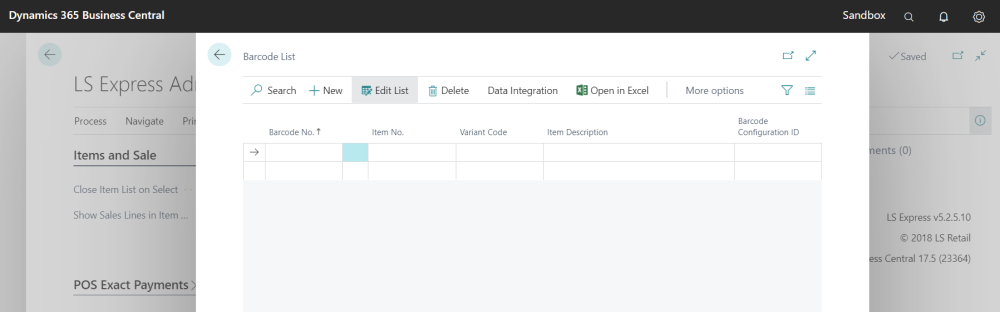 Dynamics 365 Business Central
Sandbox
Barcode List
Saved
LS Express Ad
Search
New
Edit List
Delete
Data Integration
Open in Excel
More options
Process
Navigate
Pri
Barcode No. ↑
Item No.
Variant Code
Item Description
Barcode
Configuration ID
Items and Sale
ments (0)
Close Item List on Select
Show Sales Lines in Item ...
LS Express v5.2.5.10
© 2018 LS Retail
ess Central 17.5 (23364)
POS Exact Payments